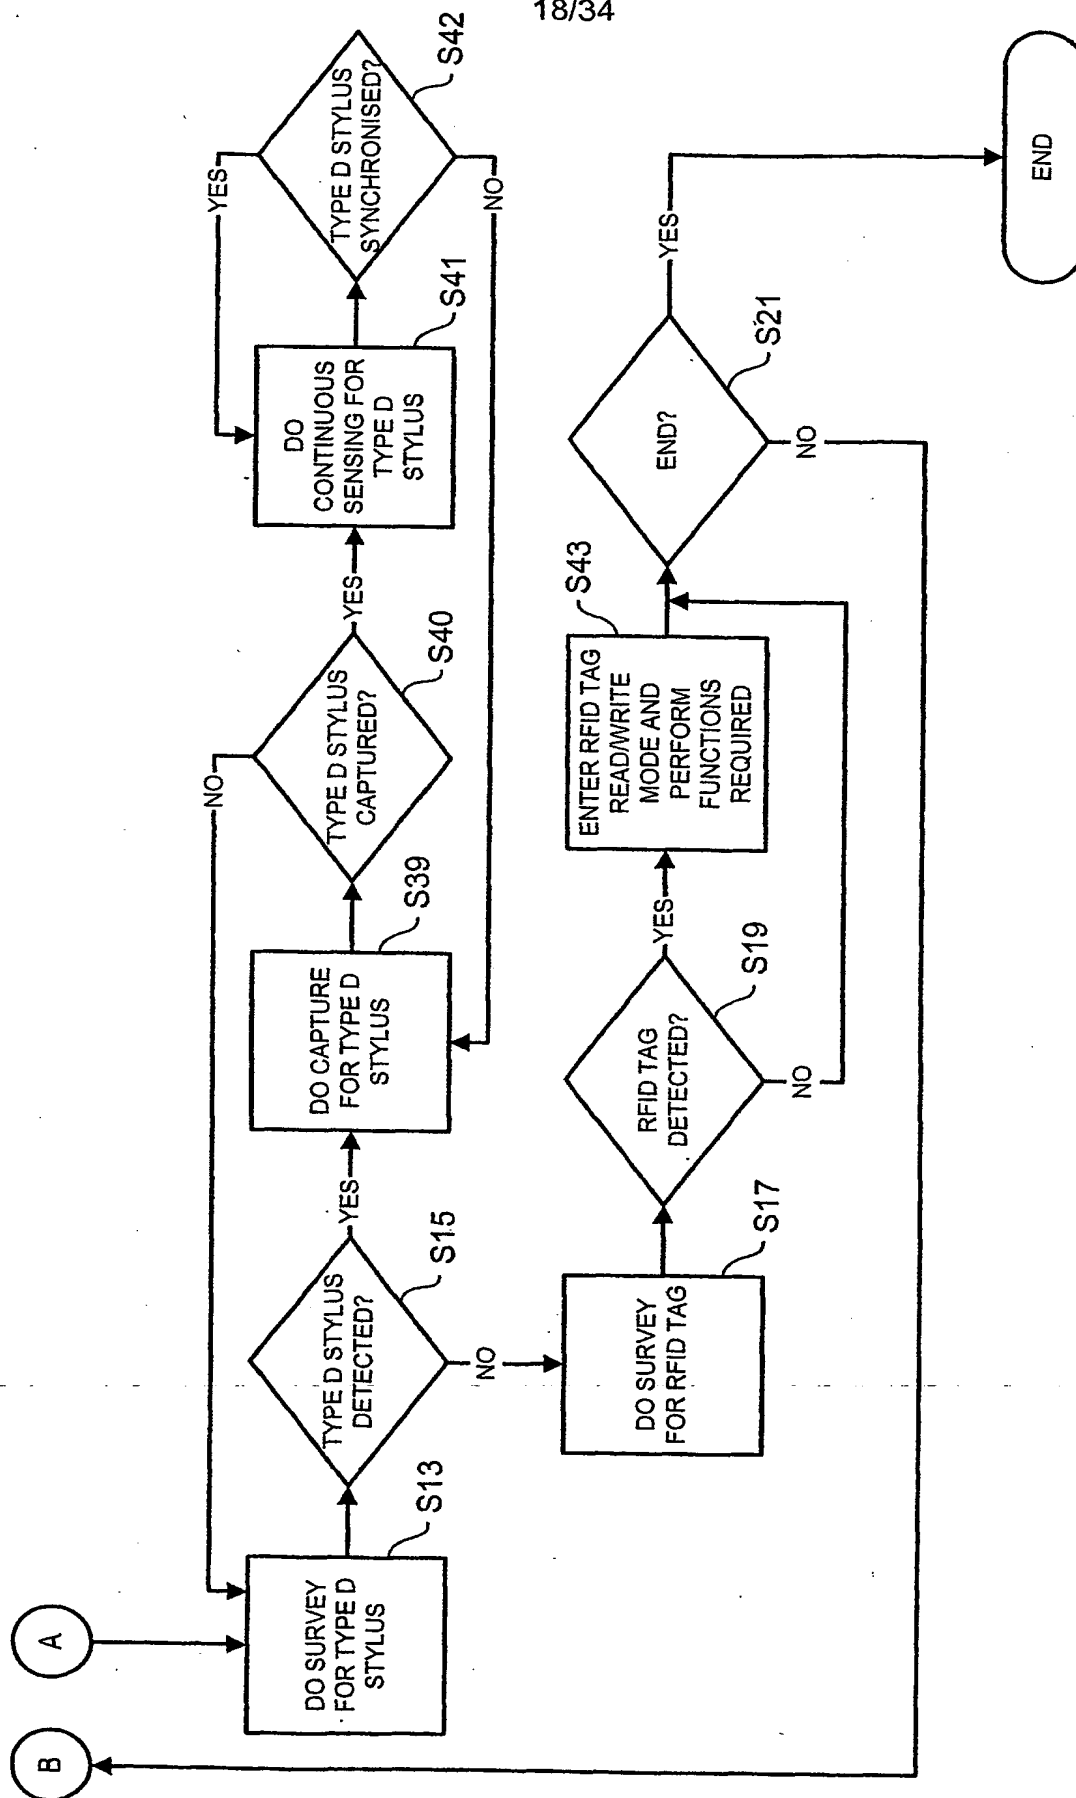 18/34
B
A
DO SURVEY
FOR TYPE D
STYLUS
S13
TYPE D STYLUS
DETECTED?
S15
YES
NO
DO CAPTURE
FOR TYPE D
STYLUS
S39
TYPE D STYLUS
CAPTURED?
S40
NO
YES
DO
CONTINUOUS
SENSING FOR
TYPE D
STYLUS
S41
TYPE D STYLUS
SYNCHRONISED?
S42
YES
NO
DO SURVEY
FOR RFID TAG
S17
RFID TAG
DETECTED?
S19
YES
NO
ENTER RFID TAG
READ/WRITE
MODE AND
PERFORM
FUNCTIONS
REQUIRED
S43
END?
S21
YES
NO
END